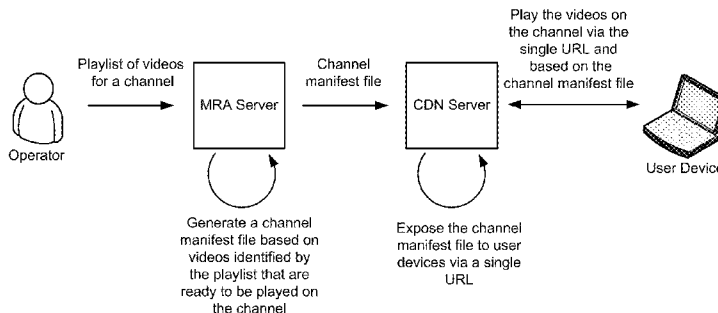 Playlist of videos
for a channel
Operator
MRA Server
Generate a channel
manifest file based on
videos identified by
the playlist that are
ready to be played on
the channel
Channel
manifest file
CDN Server
Expose the channel
manifest file to user
devices via a single
URL
Play the videos on
the channel via the
single URL and
based on the
channel manifest file
User Device